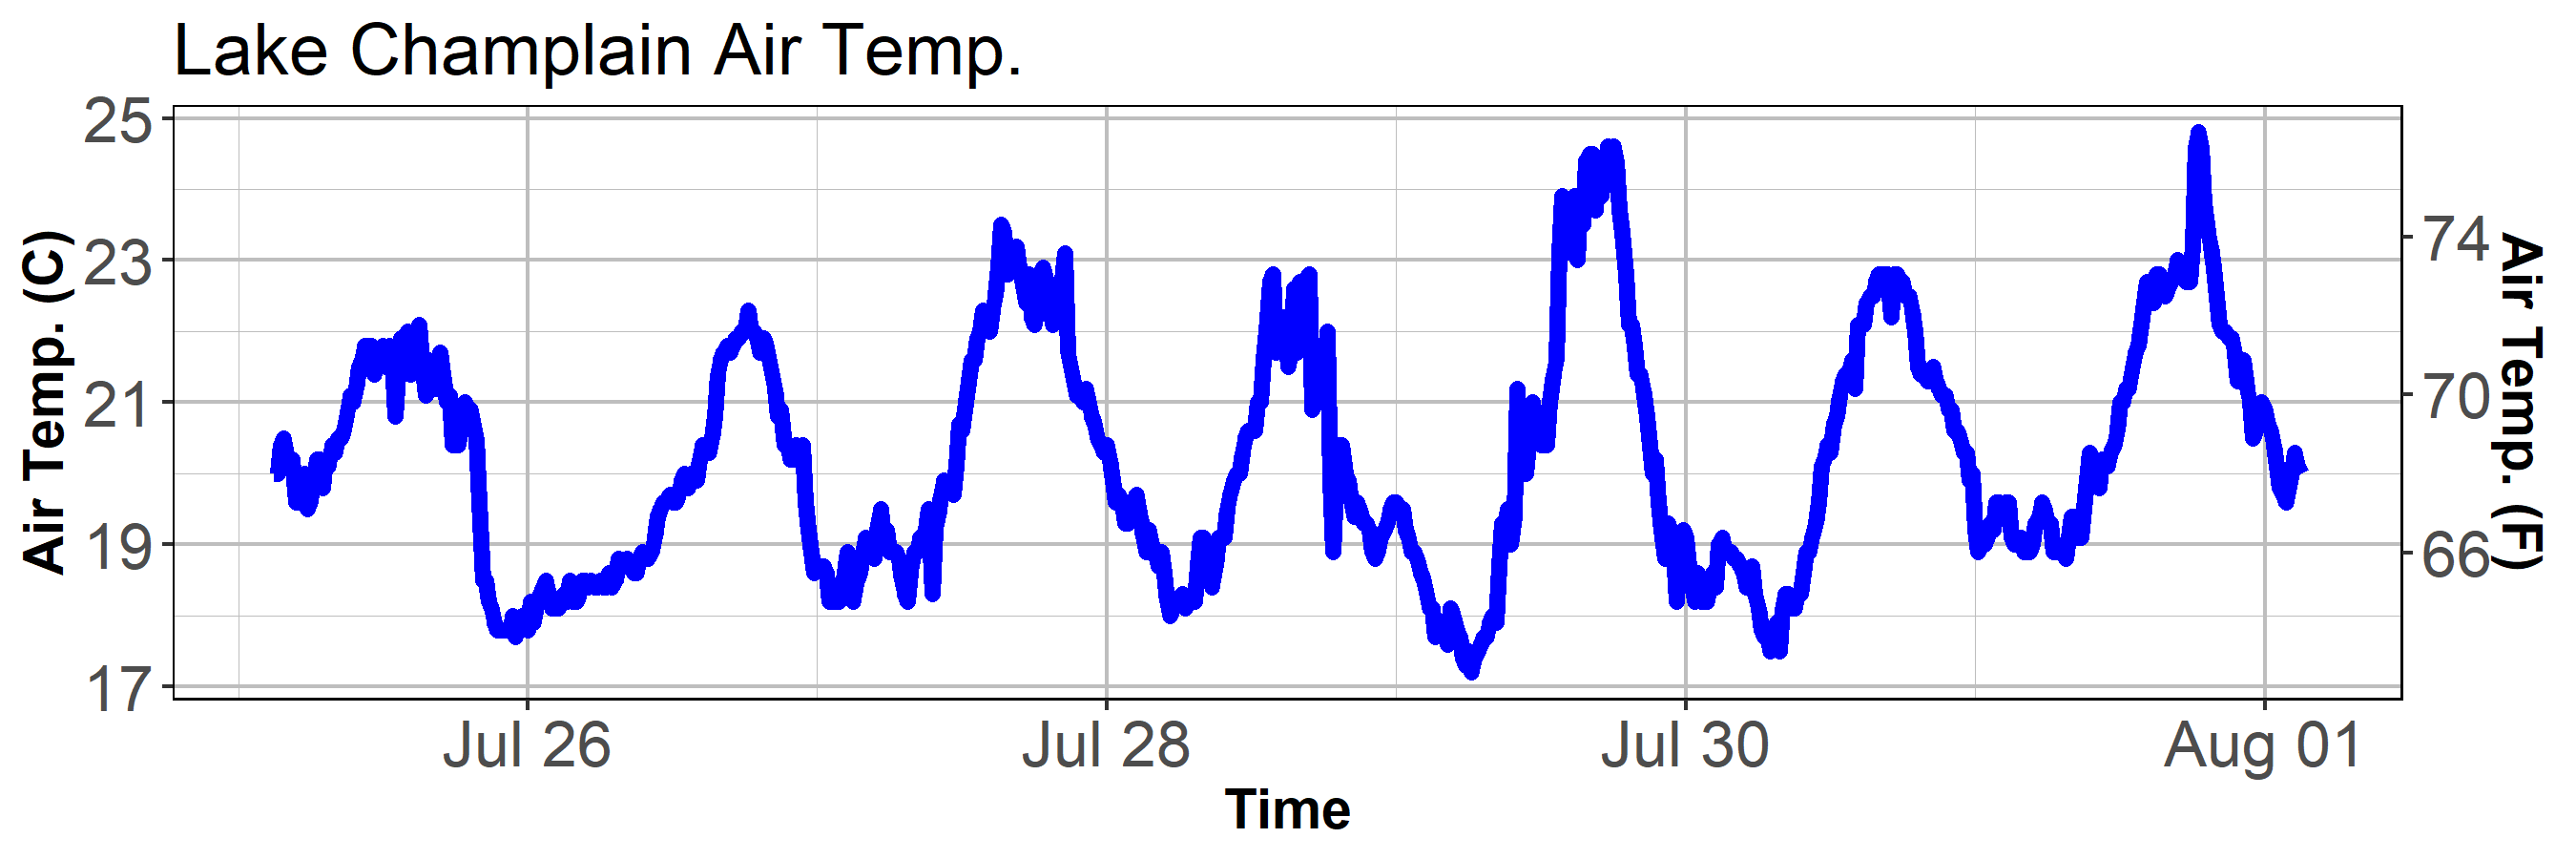 Lake Champlain Air Temp.
Air Temp. (C)
25
23
21
19
17
74
70
66
Air Temp. (F)
Jul 26
Jul 28
Jul 30
Aug 01
Time